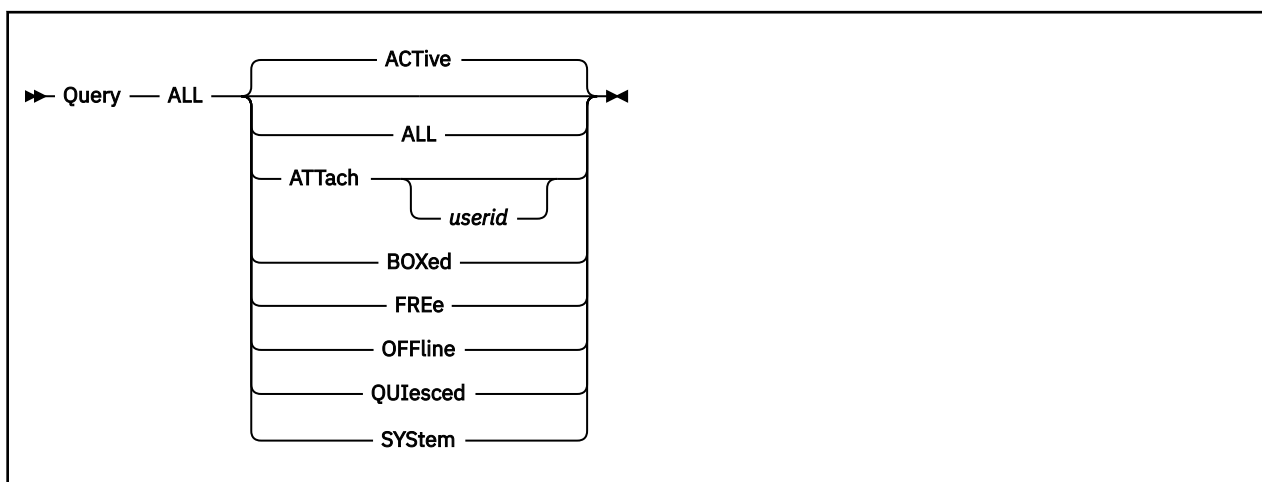 ACTive
Query ALL
ALL
ATTach
userid
BOXed
FREe
OFFline
QUIesced
SYStem